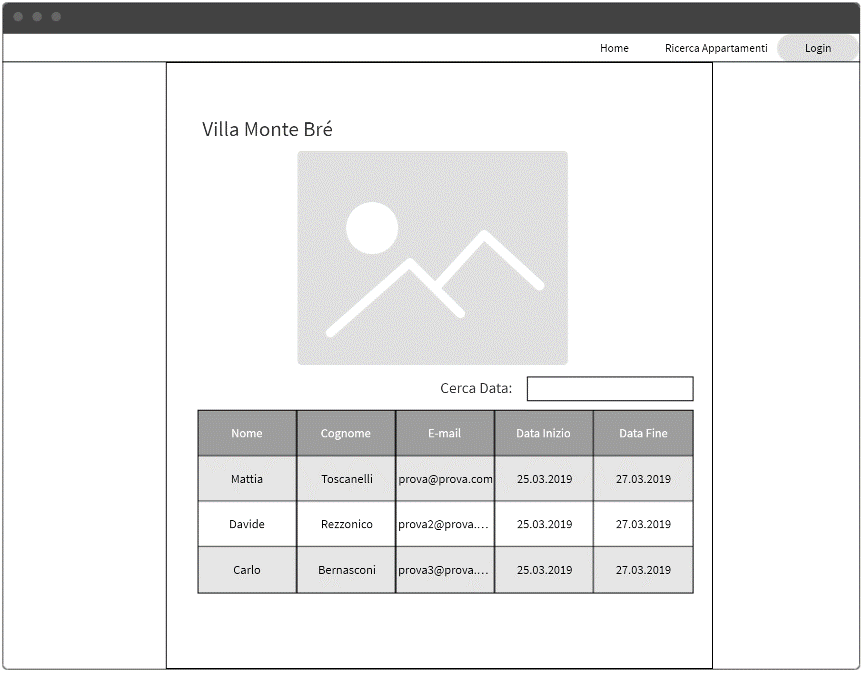 Home Ricerca Appartamenti Login
Villa Monte Bré
Cerca Data:
Nome Cognome E-mail Data Inizio Data Fine
Mattia Toscanelli prova@prova.com 25.03.2019 27.03.2019
Davide Rezzonico prova2@prova.... 25.03.2019 27.03.2019
Carlo Bernasconi prova3@prova.... 25.03.2019 27.03.2019